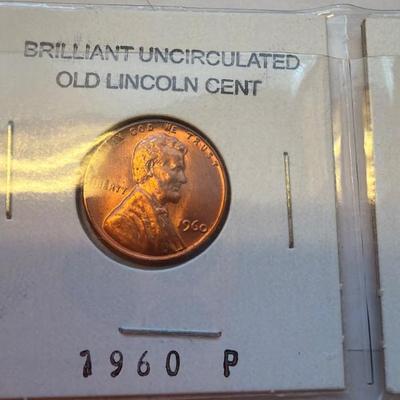 BRILLIANT UNCIRCULATED
OLD LINCOLN CENT
IN GOD WE TRUST
LIBERTY
1960
1960 P